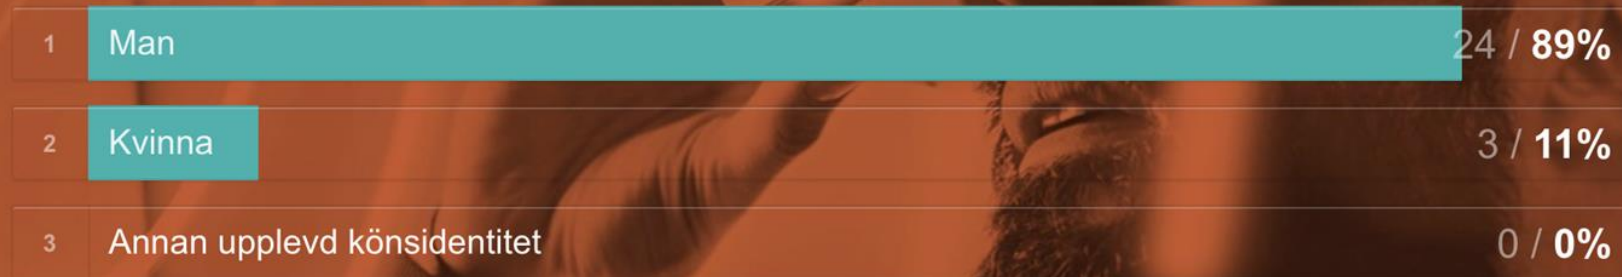 1 Man 24 / 89%
2 Kvinna 3 / 11%
3 Annan upplevd könsidentitet 0 / 0%